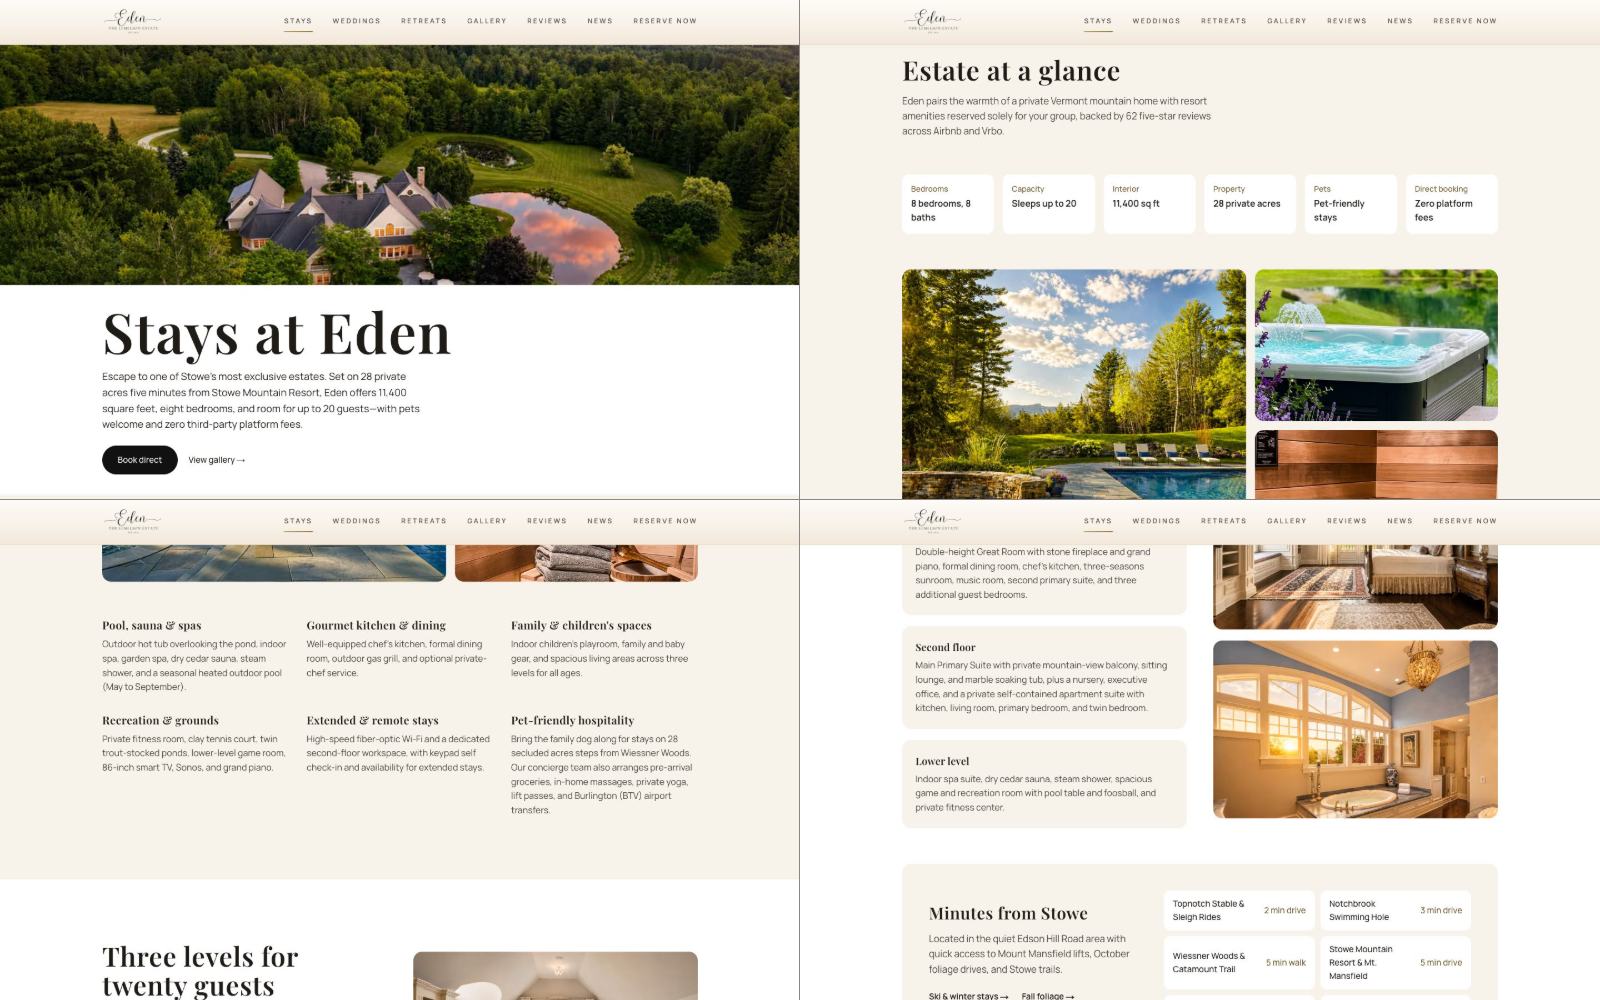 Eden
THE LUMELAIN ESTATE
STAYS WEDDINGS RETREATS GALLERY REVIEWS NEWS RESERVE NOW
Stays at Eden
Escape to one of Stowe's most exclusive estates. Set on 28 private
acres five minutes from Stowe Mountain Resort, Eden offers 11,400
square feet, eight bedrooms, and room for up to 20 guests—with pets
welcome and zero third-party platform fees.
Book direct View gallery →
Eden
STAYS WEDDINGS RETREATS GALLERY REVIEWS NEWS RESERVE NOW
Estate at a glance
Eden pairs the warmth of a private Vermont mountain home with resort
amenities reserved solely for your group, backed by 62 five-star reviews
across Airbnb and Vrbo.
Bedrooms
8 bedrooms, 8
baths
Capacity
Sleeps up to 20
Interior
11,400 sq ft
Property
28 private acres
Pets
Pet-friendly
stays
Direct booking
Zero platform
fees
Eden
STAYS WEDDINGS RETREATS GALLERY REVIEWS NEWS RESERVE NOW
Pool, sauna & spas
Outdoor hot tub overlooking the pond, indoor
spa, garden spa, dry cedar sauna, steam
shower, and a seasonal heated outdoor pool
(May to September).
Gourmet kitchen & dining
Well-equipped chef's kitchen, formal dining
room, outdoor gas grill, and optional private-
chef service.
Family & children's spaces
Indoor children's playroom, family and baby
gear, and spacious living areas across three
levels for all ages.
Recreation & grounds
Private fitness room, clay tennis court, twin
trout-stocked ponds, lower-level game room,
86-inch smart TV, Sonos, and grand piano.
Extended & remote stays
High-speed fiber-optic Wi-Fi and a dedicated
second-floor workspace, with keypad self
check-in and availability for extended stays.
Pet-friendly hospitality
Bring the family dog along for stays on 28
secluded acres steps from Wiessner Woods.
Our concierge team also arranges pre-arrival
groceries, in-home massages, private yoga,
lift passes, and Burlington (BTV) airport
transfers.
Three levels for
twenty guests
Eden
STAYS WEDDINGS RETREATS GALLERY REVIEWS NEWS RESERVE NOW
Double-height Great Room with stone fireplace and grand
piano, formal dining room, chef's kitchen, three-seasons
sunroom, music room, second primary suite, and three
additional guest bedrooms.
Second floor
Main Primary Suite with private mountain-view balcony, sitting
lounge, and marble soaking tub, plus a nursery, executive
office, and a private self-contained apartment suite with
kitchen, living room, primary bedroom, and twin bedroom.
Lower level
Indoor spa suite, dry cedar sauna, steam shower, spacious
game and recreation room with pool table and foosball, and
private fitness center.
Minutes from Stowe
Located in the quiet Edson Hill Road area with
quick access to Mount Mansfield lifts, October
foliage drives, and Stowe trails.
Ski & winter stays → Fall foliage →
Topnotch Stable &
Sleigh Rides
2 min drive
Notchbrook
Swimming Hole
3 min drive
Wiessner Woods &
Catamount Trail
5 min walk
Stowe Mountain
Resort & Mt.
Mansfield
5 min drive